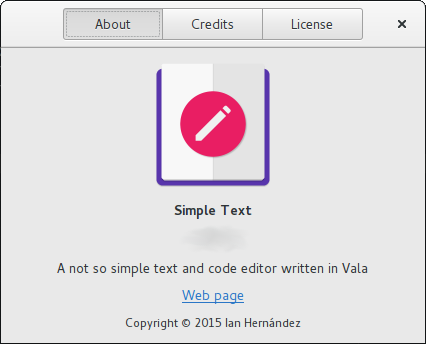 About
Credits
License
Simple Text
A not so simple text and code editor written in Vala
Web page
Copyright © 2015 Ian Hernández